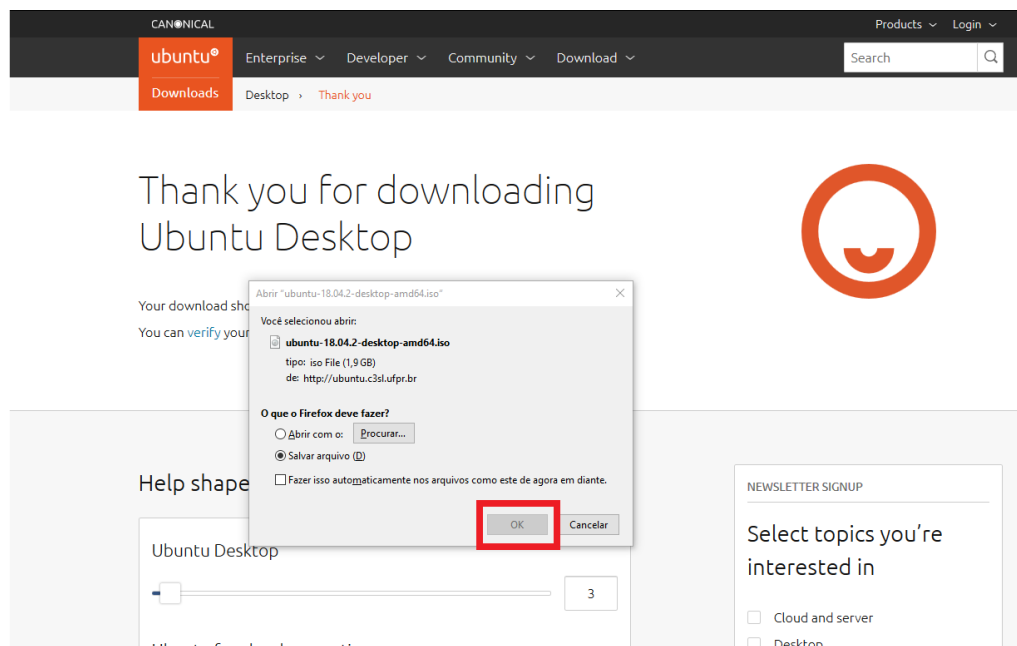 CANONICAL
Products
Login
ubuntu
Enterprise
Developer
Community
Download
Search
Downloads
Desktop › Thank you
Thank you for downloading
Ubuntu Desktop
Your download sho
You can verify your
Abrir "ubuntu-18.04.2-desktop-amd64.iso"
Você selecionou abrir:
ubuntu-18.04.2-desktop-amd64.iso
tipo: iso File (1,9 GB)
de: http://ubuntu.c3sl.ufpr.br
O que o Firefox deve fazer?
Abrir com o: Procurar...
Salvar arquivo (D)
Fazer isso automaticamente nos arquivos como este de agora em diante.
OK
Cancelar
Help shape
Ubuntu Desktop
3
NEWSLETTER SIGNUP
Select topics you're
interested in
Cloud and server
Desktop